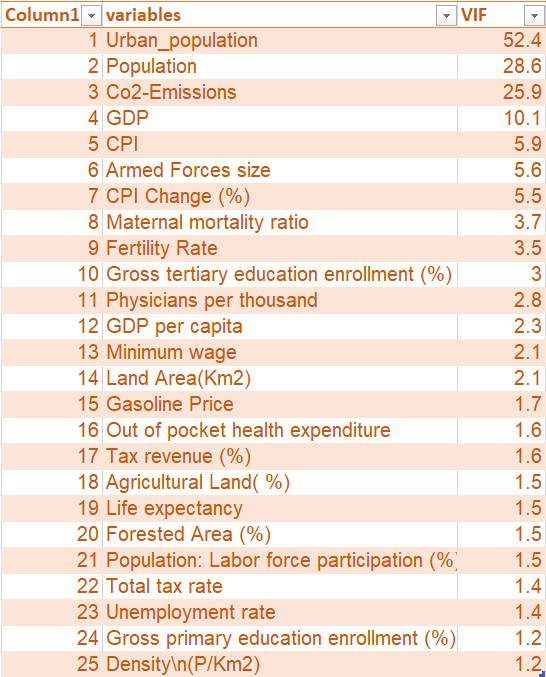 Column1 variables VIF
1 Urban_population 52.4
2 Population 28.6
3 Co2-Emissions 25.9
4 GDP 10.1
5 CPI 5.9
6 Armed Forces size 5.6
7 CPI Change (%) 5.5
8 Maternal mortality ratio 3.7
9 Fertility Rate 3.5
10 Gross tertiary education enrollment (%) 3
11 Physicians per thousand 2.8
12 GDP per capita 2.3
13 Minimum wage 2.1
14 Land Area(Km2) 2.1
15 Gasoline Price 1.7
16 Out of pocket health expenditure 1.6
17 Tax revenue (%) 1.6
18 Agricultural Land( %) 1.5
19 Life expectancy 1.5
20 Forested Area (%) 1.5
21 Population: Labor force participation (%) 1.5
22 Total tax rate 1.4
23 Unemployment rate 1.4
24 Gross primary education enrollment (%) 1.2
25 Density\n(P/Km2) 1.2